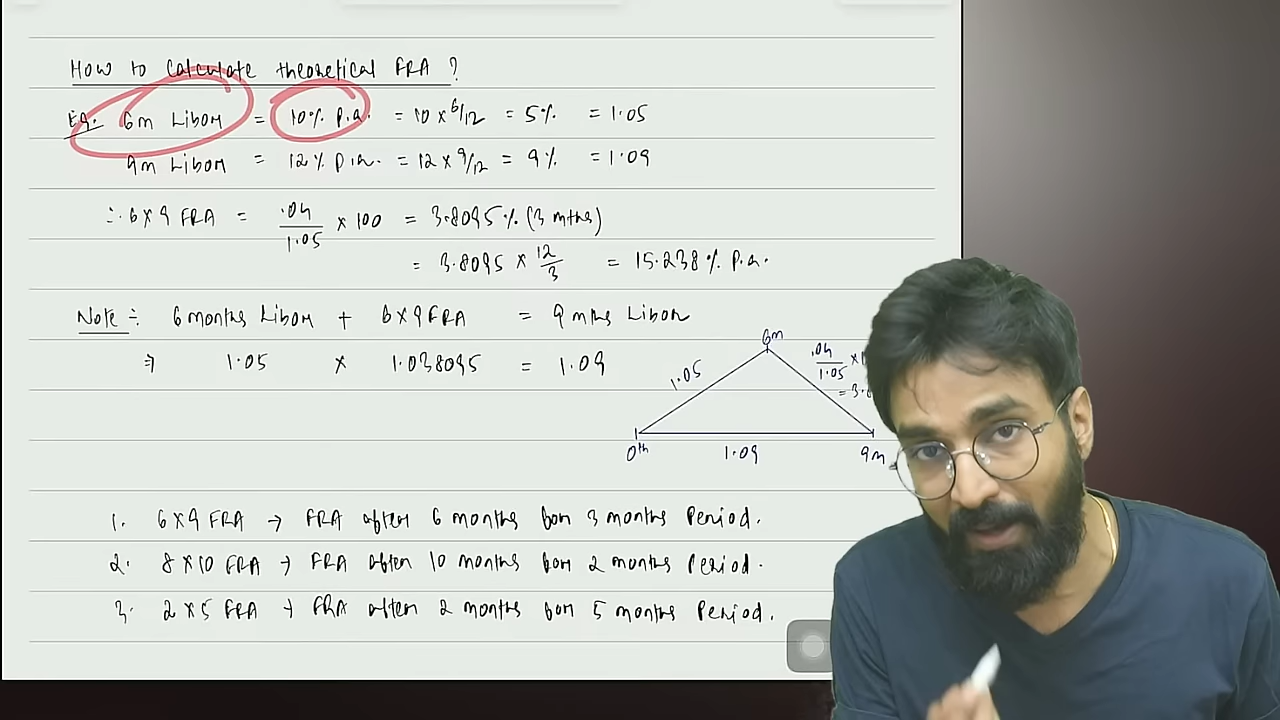 How to calculate theoretical FRA ?
Eg. 6m Libor = 10% p.a. = 10 x 6/12 = 5% = 1.05
9m Libor = 12% p.a. = 12 x 9/12 = 9% = 1.09
∴ 6x9 FRA = .04/1.05 x 100 = 3.8095% (3 mths)
= 3.8095 x 12/3 = 15.238% p.a.
Note :- 6 months Libor + 6x9 FRA = 9 mths Libor
⇒ 1.05 x 1.038095 = 1.09
6m
1.05
.04/1.05 x
= 3.
0th 1.09 9m
1. 6x9 FRA → FRA after 6 months for 3 months Period.
2. 8x10 FRA → FRA after 10 months for 2 months Period.
3. 2x5 FRA → FRA after 2 months for 5 months Period.